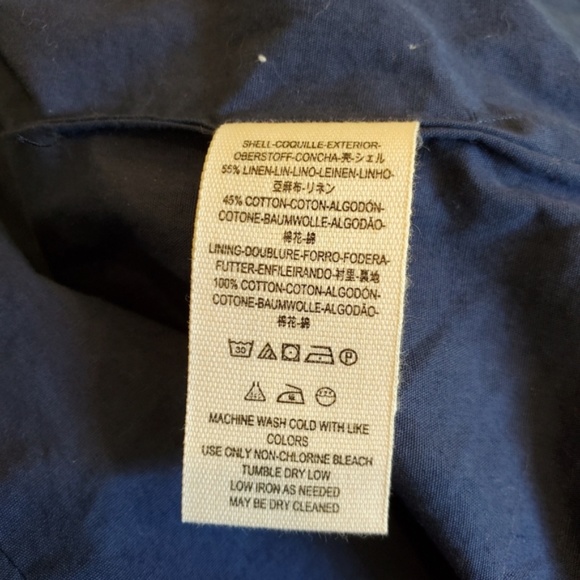 SHELL-COQUILLE-EXTERIOR-
OBERSTOFF-CONCHA-壳-シェル
55% LINEN-LIN-LINO-LEINEN-LINHO-
亞麻布-リネン
45% COTTON-COTON-ALGODÓN-
COTONE-BAUMWOLLE-ALGODÃO-
棉花-綿
LINING-DOUBLURE-FORRO-FODERA-
FUTTER-ENFILEIRANDO-衬里-裏地
100% COTTON-COTON-ALGODÓN-
COTONE-BAUMWOLLE-ALGODÃO-
棉花-綿
30 P
MACHINE WASH COLD WITH LIKE
COLORS
USE ONLY NON-CHLORINE BLEACH
TUMBLE DRY LOW
LOW IRON AS NEEDED
MAY BE DRY CLEANED